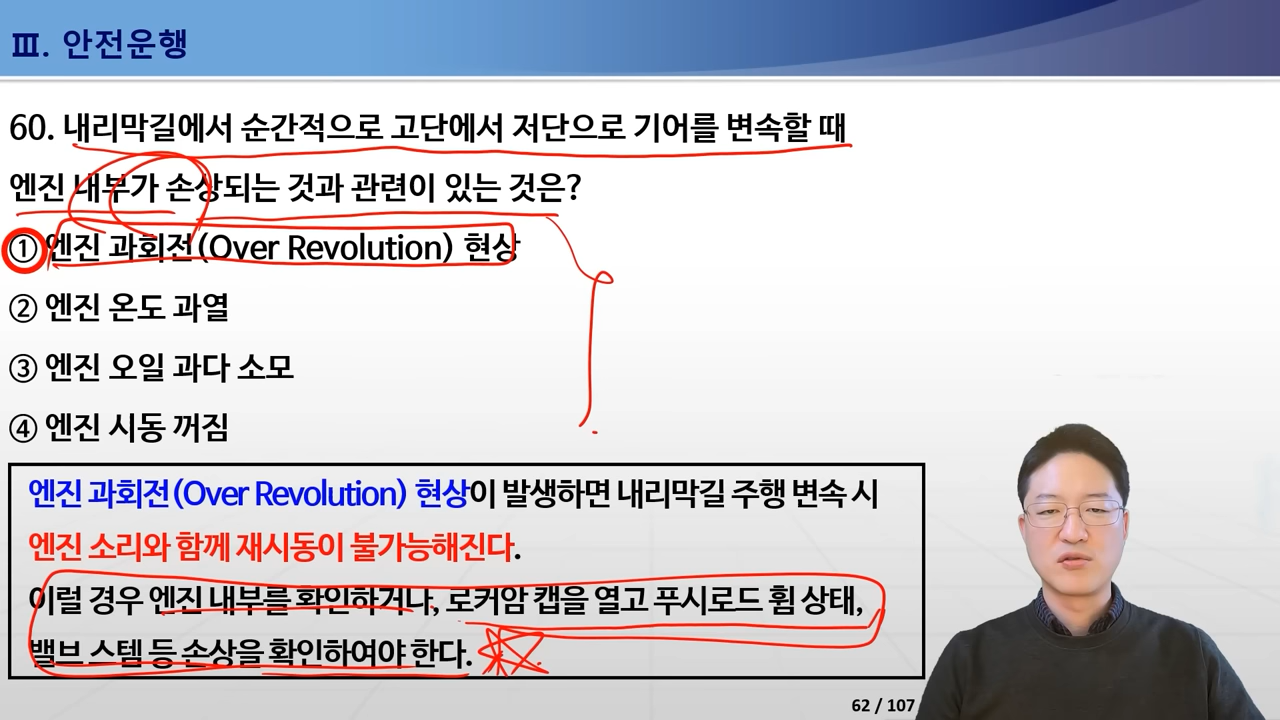 Ⅲ. 안전운행
60. 내리막길에서 순간적으로 고단에서 저단으로 기어를 변속할 때
엔진 내부가 손상되는 것과 관련이 있는 것은?
① 엔진 과회전(Over Revolution) 현상
② 엔진 온도 과열
③ 엔진 오일 과다 소모
④ 엔진 시동 꺼짐
엔진 과회전(Over Revolution) 현상이 발생하면 내리막길 주행 변속 시
엔진 소리와 함께 재시동이 불가능해진다.
이럴 경우 엔진 내부를 확인하거나, 로커암 캡을 열고 푸시로드 휨 상태,
밸브 스템 등 손상을 확인하여야 한다.
62 / 107